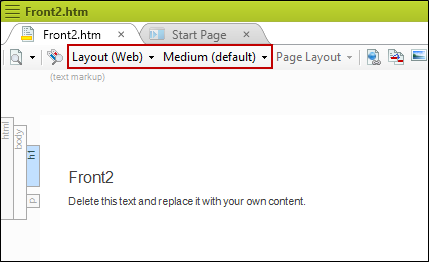 Front2.htm
Front2.htm × Start Page ×
Layout (Web) Medium (default) Page Layout
(text markup)
html
body
h1
p
Front2
Delete this text and replace it with your own content.